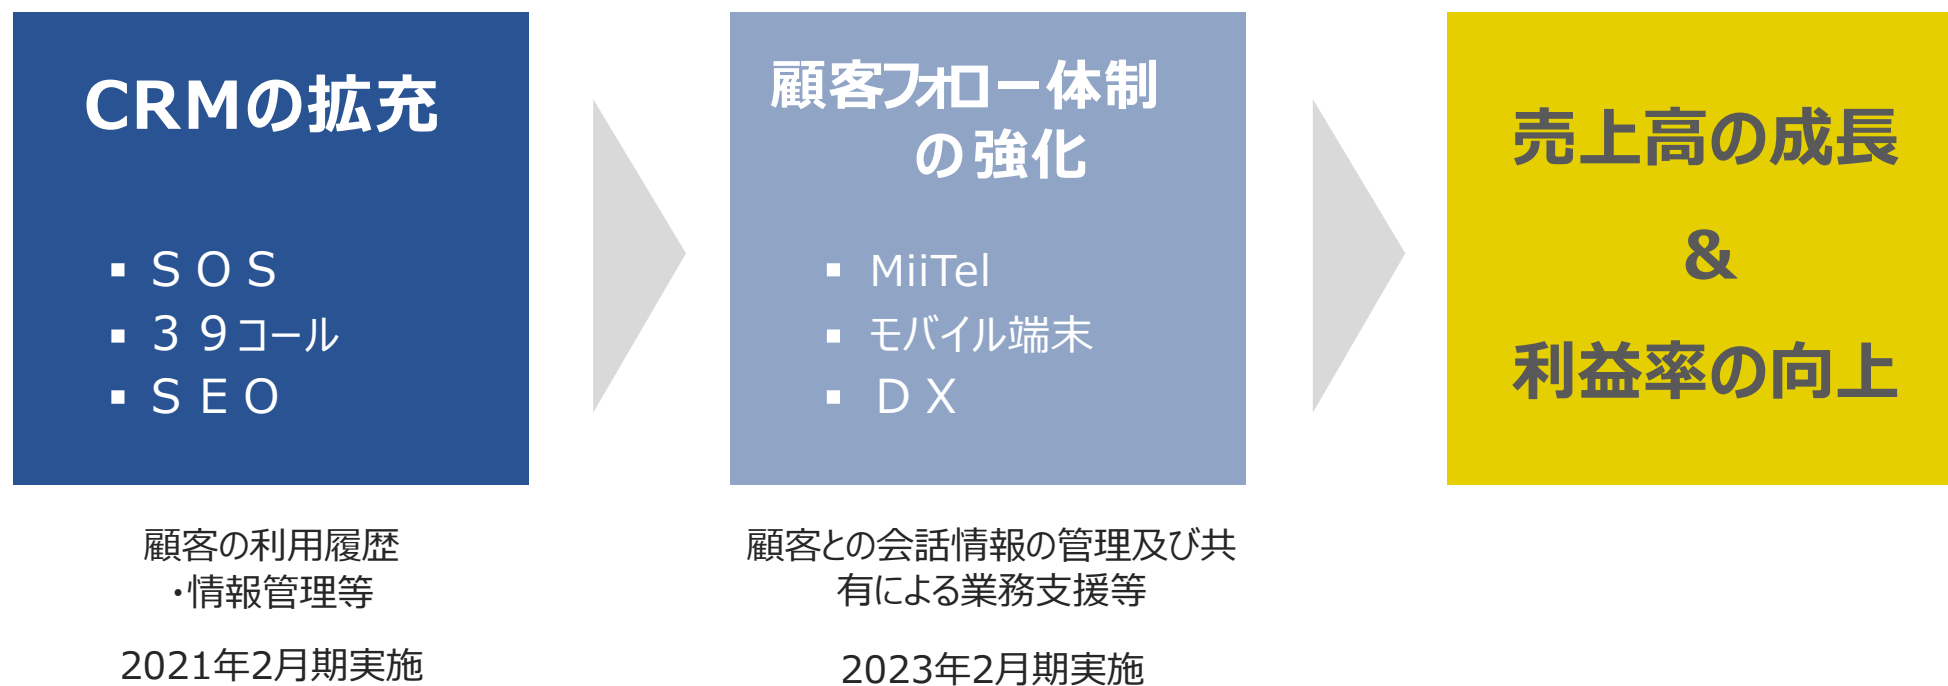 CRMの拡充
▪ ＳＯＳ
▪ ３９コール
▪ ＳＥＯ
顧客の利用履歴
・情報管理等
2021年2月期実施
顧客フォロー体制
の強化
▪ MiiTel
▪ モバイル端末
▪ ＤＸ
顧客との会話情報の管理及び共
有による業務支援等
2023年2月期実施
売上高の成長
&
利益率の向上